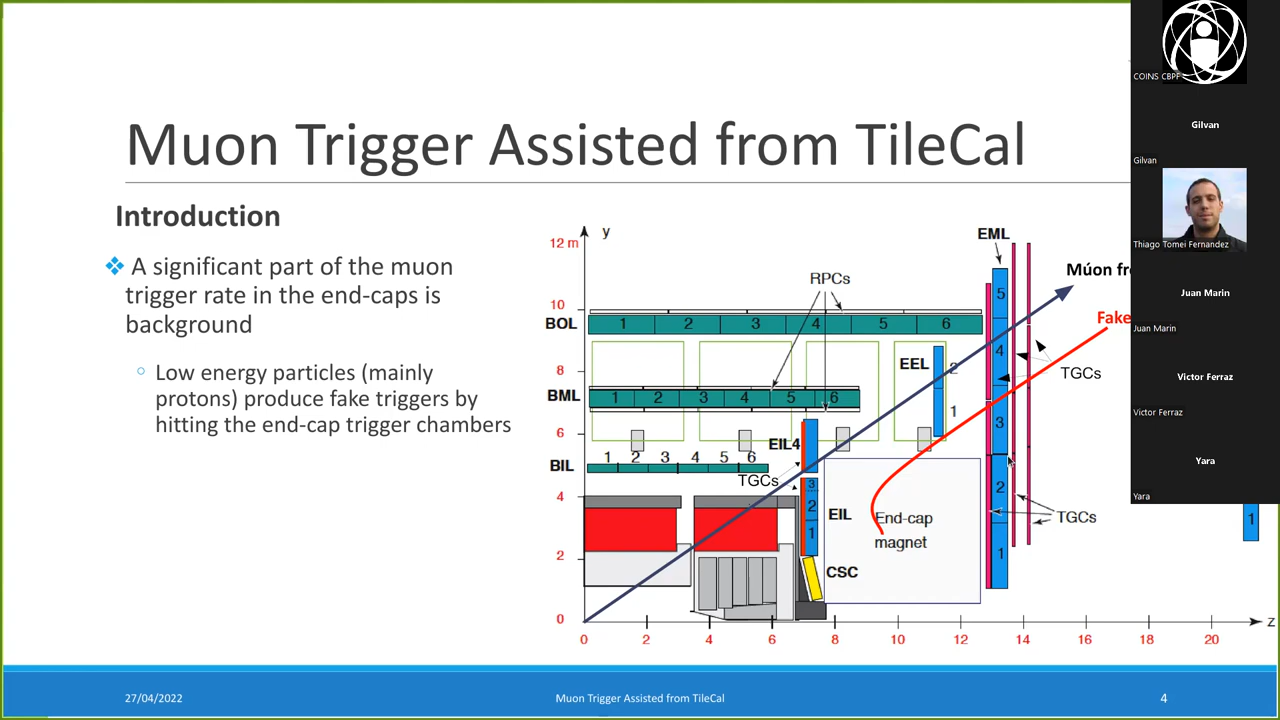 Muon Trigger Assisted from TileCal
Introduction
A significant part of the muon
trigger rate in the end-caps is
background
Low energy particles (mainly
protons) produce fake triggers by
hitting the end-cap trigger chambers
y
12 m
10
8
6
4
2
0
0 2 4 6 8 10 12 14 16 18 20
z
RPCs
EML
5
4
3
2
1
BOL
1 2 3 4 5 6
EEL
2
1
BML
1 2 3 4 5 6
EIL4
BIL
1 2 3 4 5 6
TGCs
3
2
1
EIL
CSC
End-cap
magnet
TGCs
TGCs
1
Múon fr
Fake
COINS CBPF
Gilvan
Gilvan
Thiago Tomei Fernandez
Juan Marin
Juan Marin
Victor Ferraz
Victor Ferraz
Yara
Yara
27/04/2022
Muon Trigger Assisted from TileCal
4